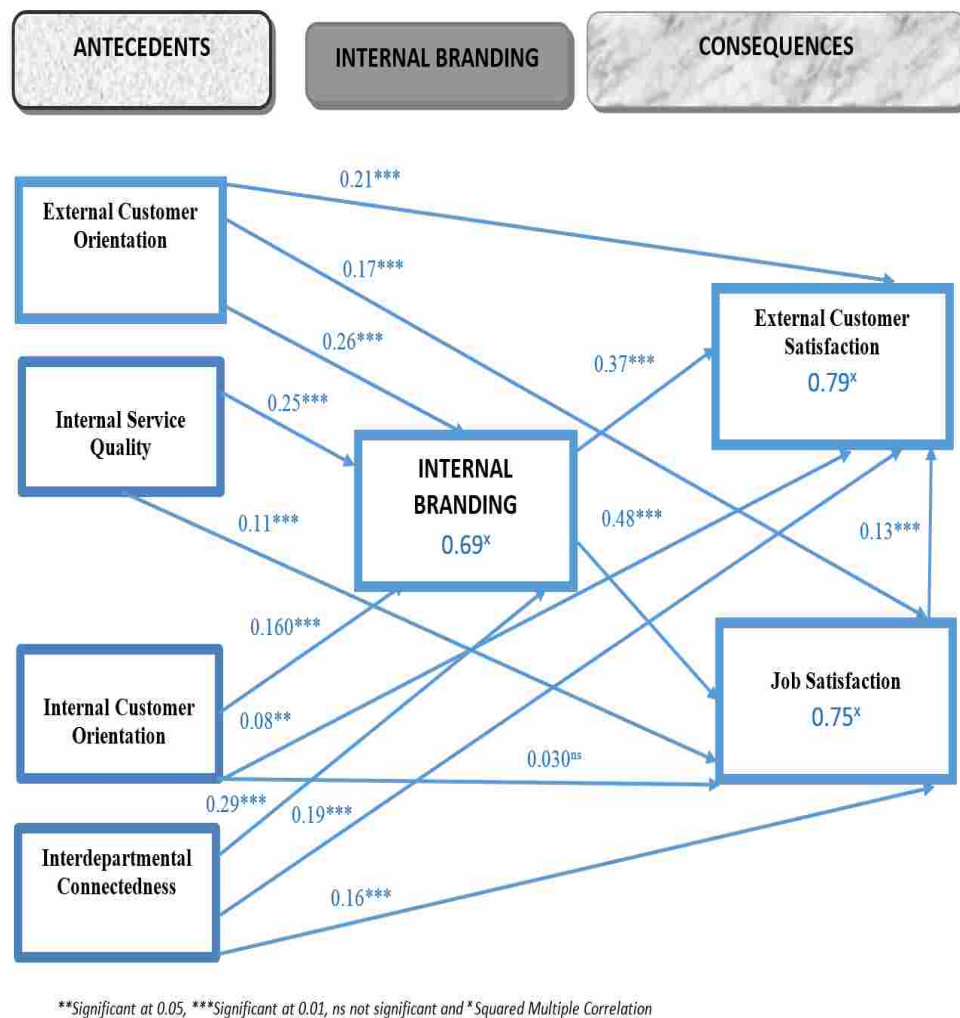 ANTECEDENTS
INTERNAL BRANDING
CONSEQUENCES
0.21***
External Customer
Orientation
0.17***
0.26***
External Customer
Satisfaction
0.79ˣ
0.37***
Internal Service
Quality
0.25***
INTERNAL
BRANDING
0.69ˣ
0.11***
0.48***
0.13***
0.160***
Internal Customer
Orientation
0.08**
Job Satisfaction
0.75ˣ
0.030ⁿˢ
0.29***
0.19***
Interdepartmental
Connectedness
0.16***
**Significant at 0.05, ***Significant at 0.01, ns not significant and ˣ Squared Multiple Correlation